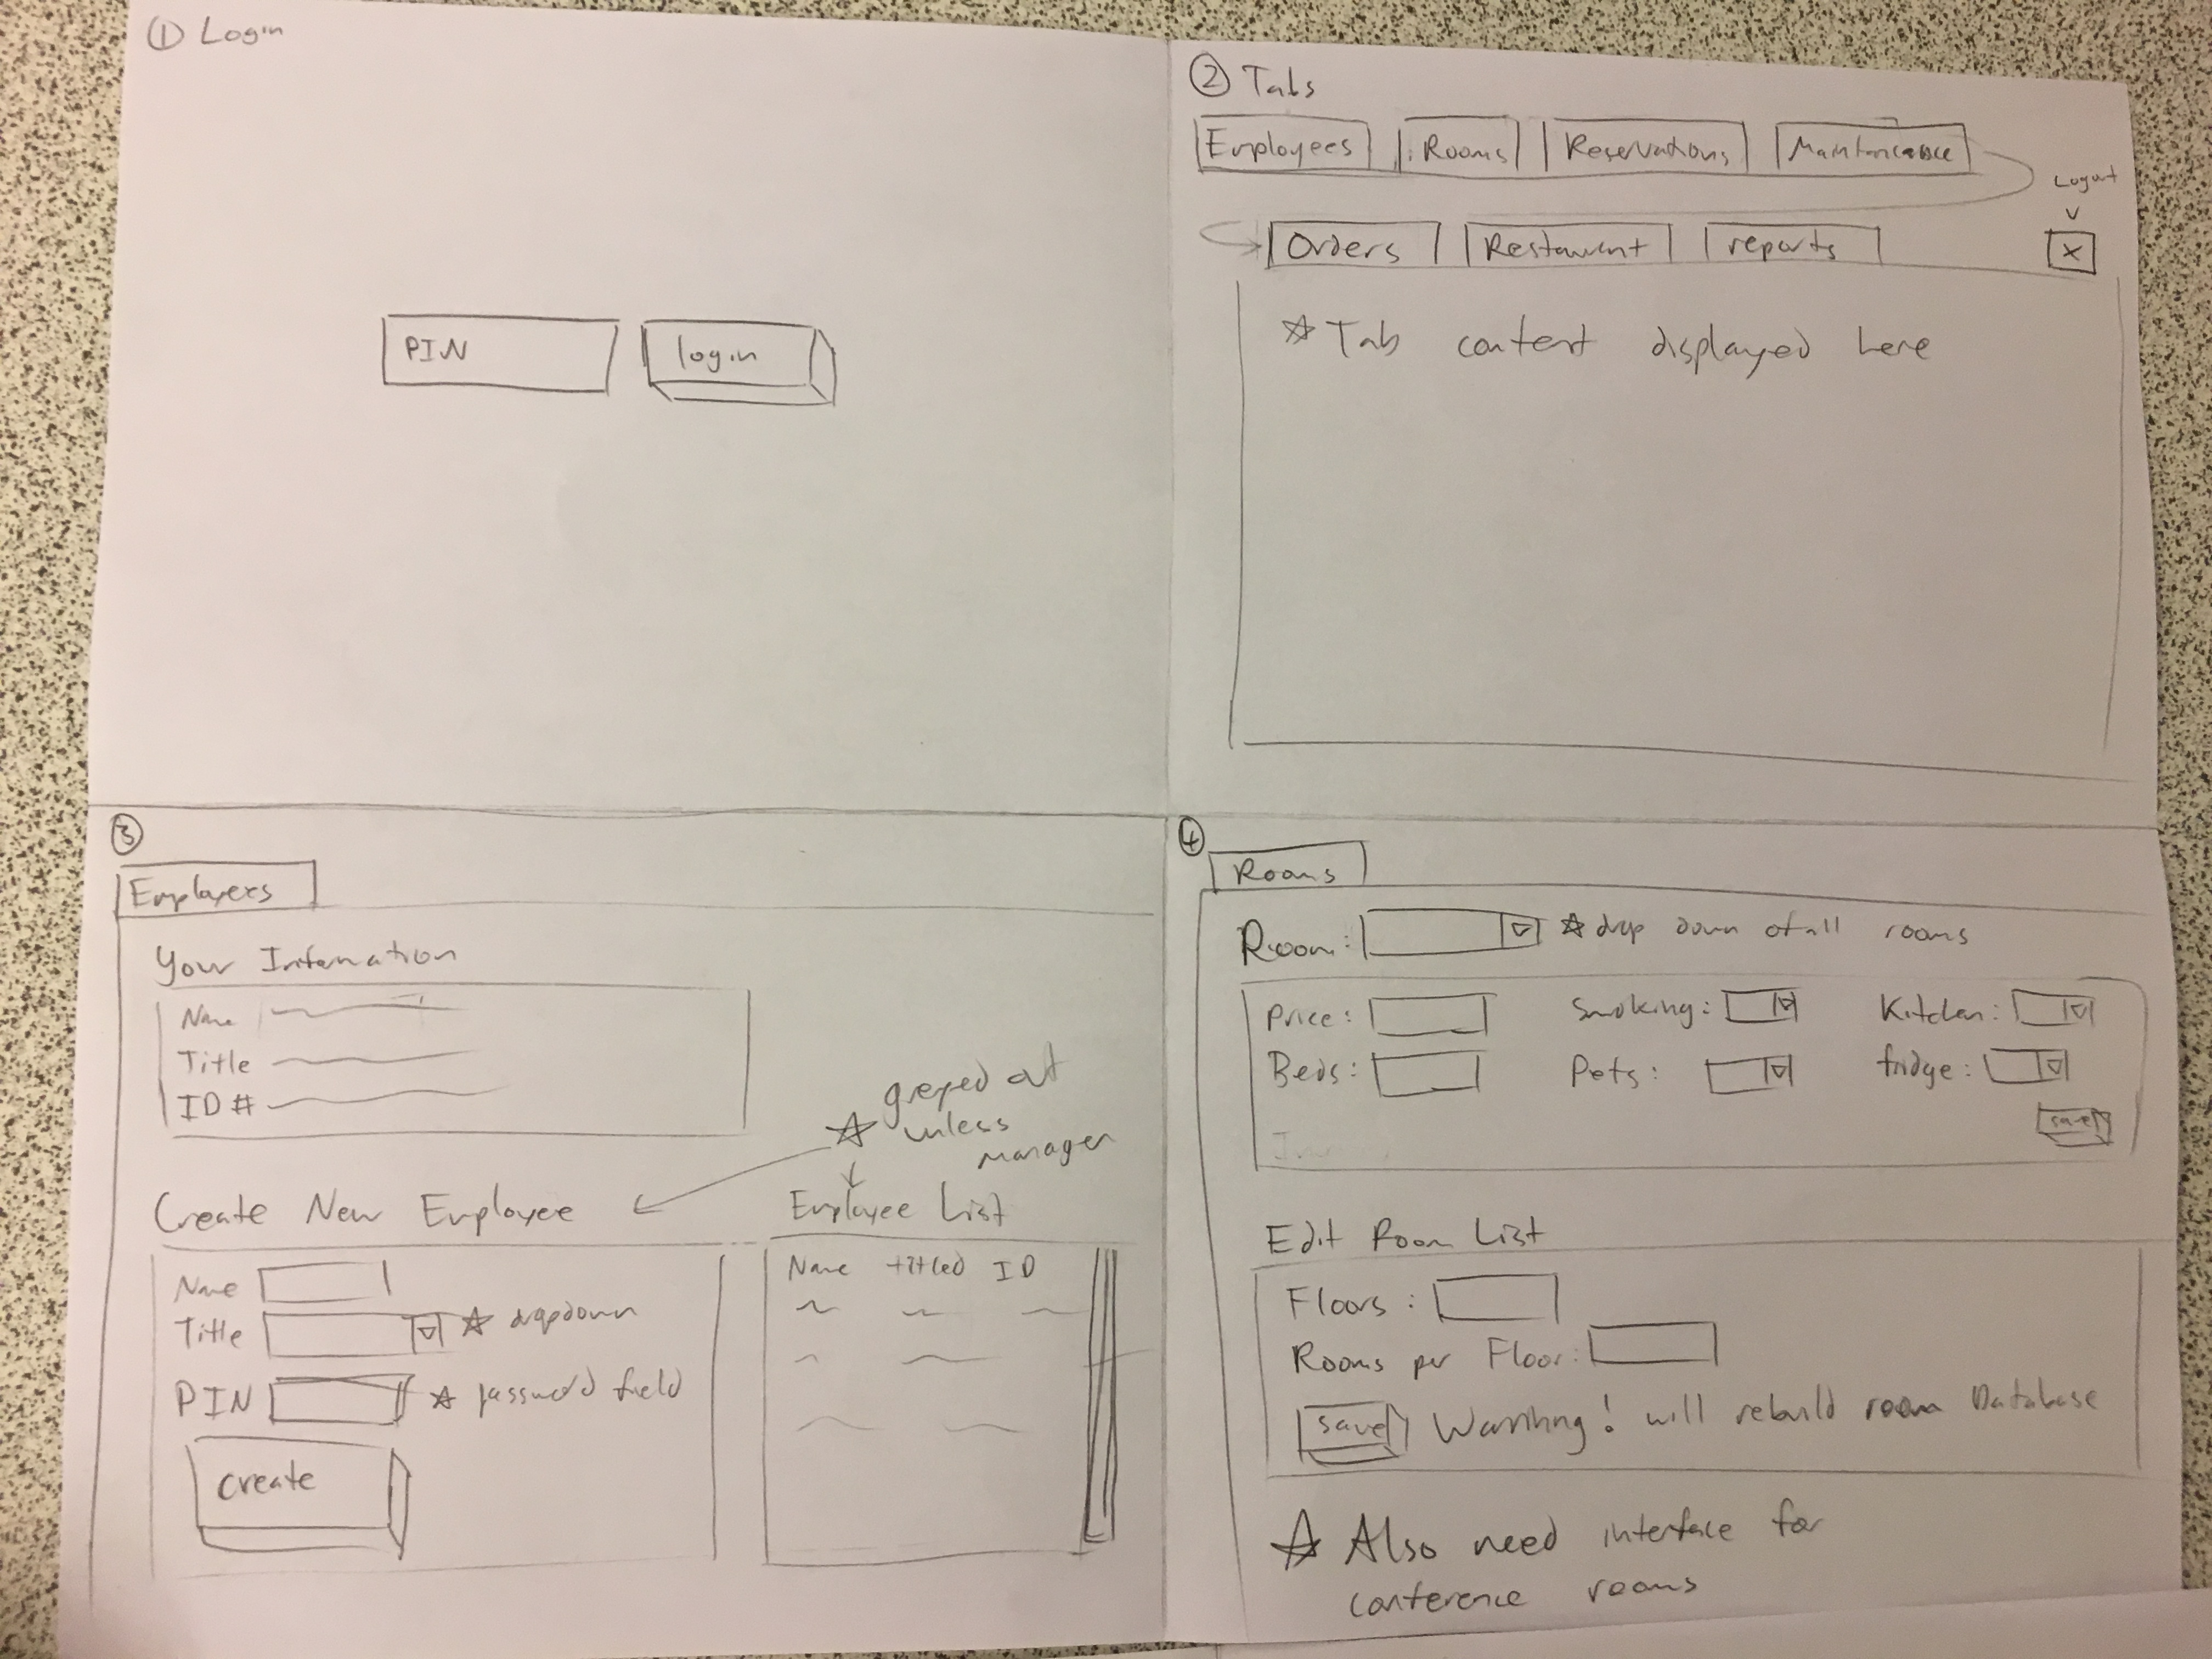 ① Login
PIN
login
② Tabs
Employees Rooms Reservations Maintenance
Logout
Orders Restaurant reports X
☆ Tab content displayed here
③
Employees
Your Information
Name
Title
ID #
☆ greyed out unless manager
Create New Employee
Name
Title ☆ dropdown
PIN ☆ password field
Create
Employee List
Name titled ID
④
Rooms
Room: ☆ drop down of all rooms
Price: Smoking: Kitchen:
Beds: Pets: fridge:
save
Edit Room List
Floors:
Rooms per Floor:
save Warning! will rebuild room Database
☆ Also need interface for
conference rooms